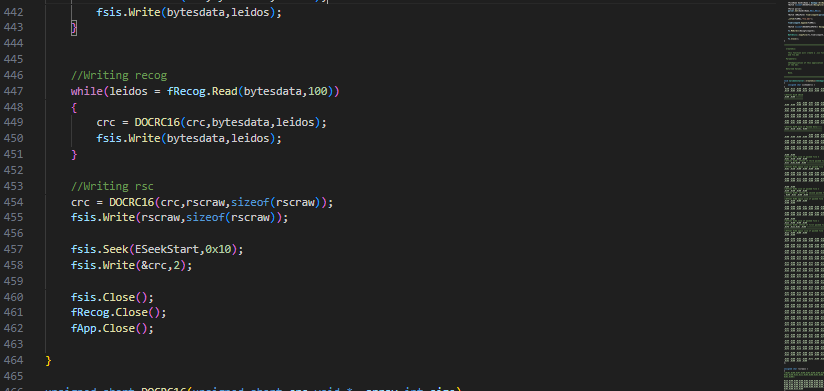 442 fsis.Write(bytesdata,leidos);
443 }
444
445
446 //Writing recog
447 while(leidos = fRecog.Read(bytesdata,100))
448 {
449 crc = DOCRC16(crc,bytesdata,leidos);
450 fsis.Write(bytesdata,leidos);
451 }
452
453 //Writing rsc
454 crc = DOCRC16(crc,rscraw,sizeof(rscraw));
455 fsis.Write(rscraw,sizeof(rscraw));
456
457 fsis.Seek(ESeekStart,0x10);
458 fsis.Write(&crc,2);
459
460 fsis.Close();
461 fRecog.Close();
462 fApp.Close();
463
464 }
465